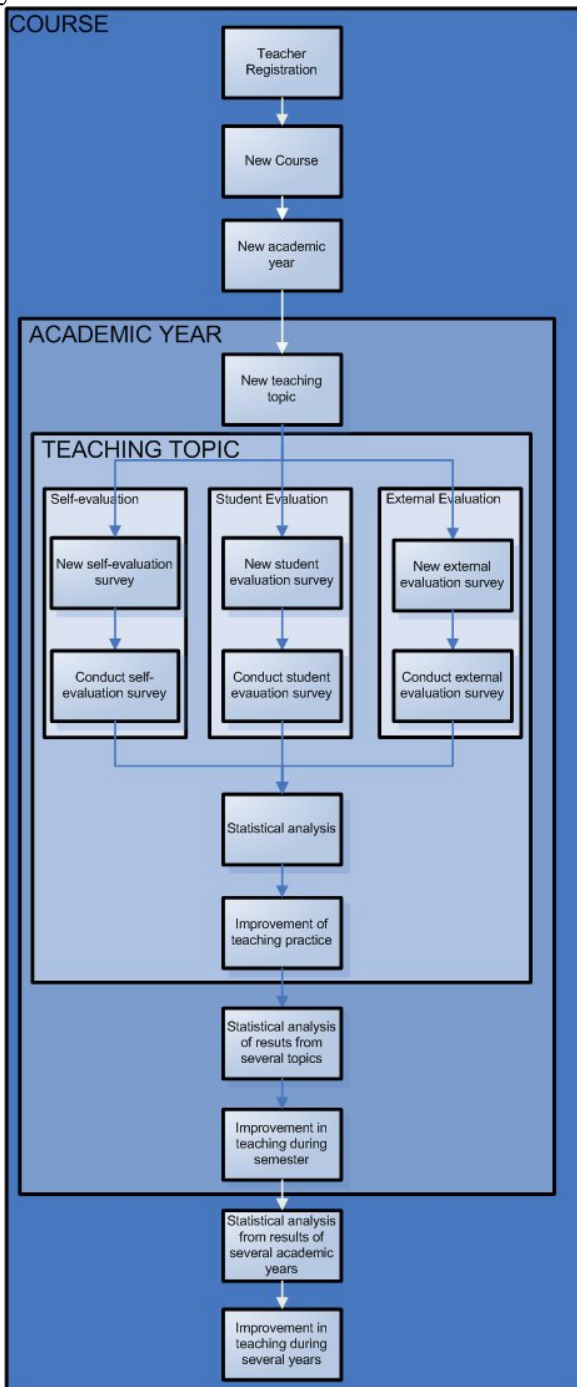 COURSE
Teacher
Registration
New Course
New academic
year
ACADEMIC YEAR
New teaching
topic
TEACHING TOPIC
Self-evaluation
Student Evaluation
External Evaluation
New self-evaluation
survey
New student
evaluation survey
New external
evaluation survey
Conduct self-
evaluation survey
Conduct student
evauation survey
Conduct external
evaluation survey
Statistical analysis
Improvement of
teaching practice
Statistical analysis
of resuts from
several topics
Improvement in
teaching during
semester
Statistical analysis
from results of
several academic
years
Improvement in
teaching during
several years